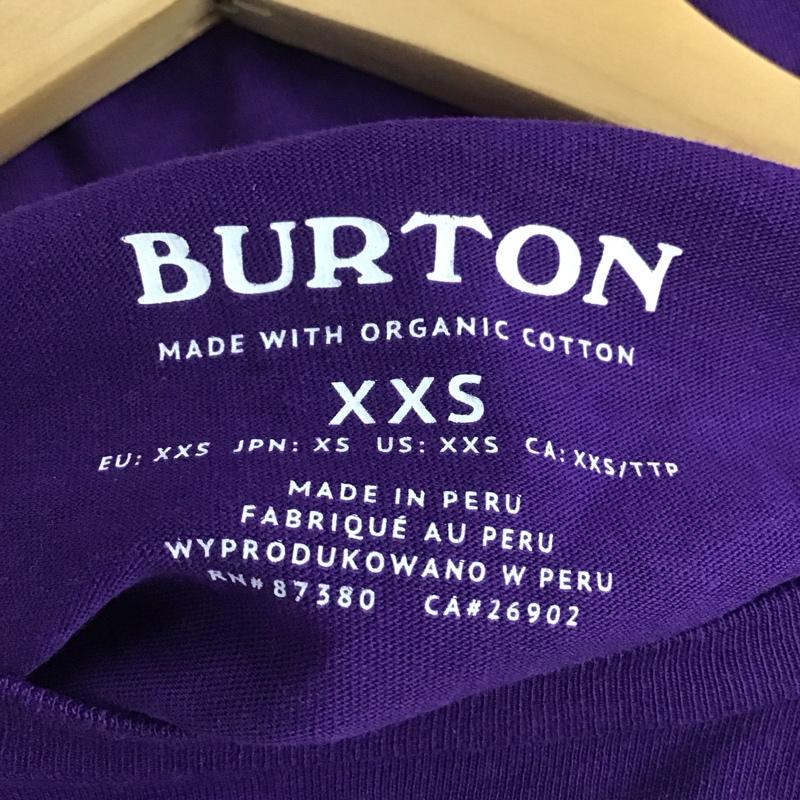 BURTON
MADE WITH ORGANIC COTTON
XXS
EU: XXS JPN: XS US: XXS CA: XXS/TTP
MADE IN PERU
FABRIQUÉ AU PERU
WYPRODUKOWANO W PERU
RN# 87380 CA#26902